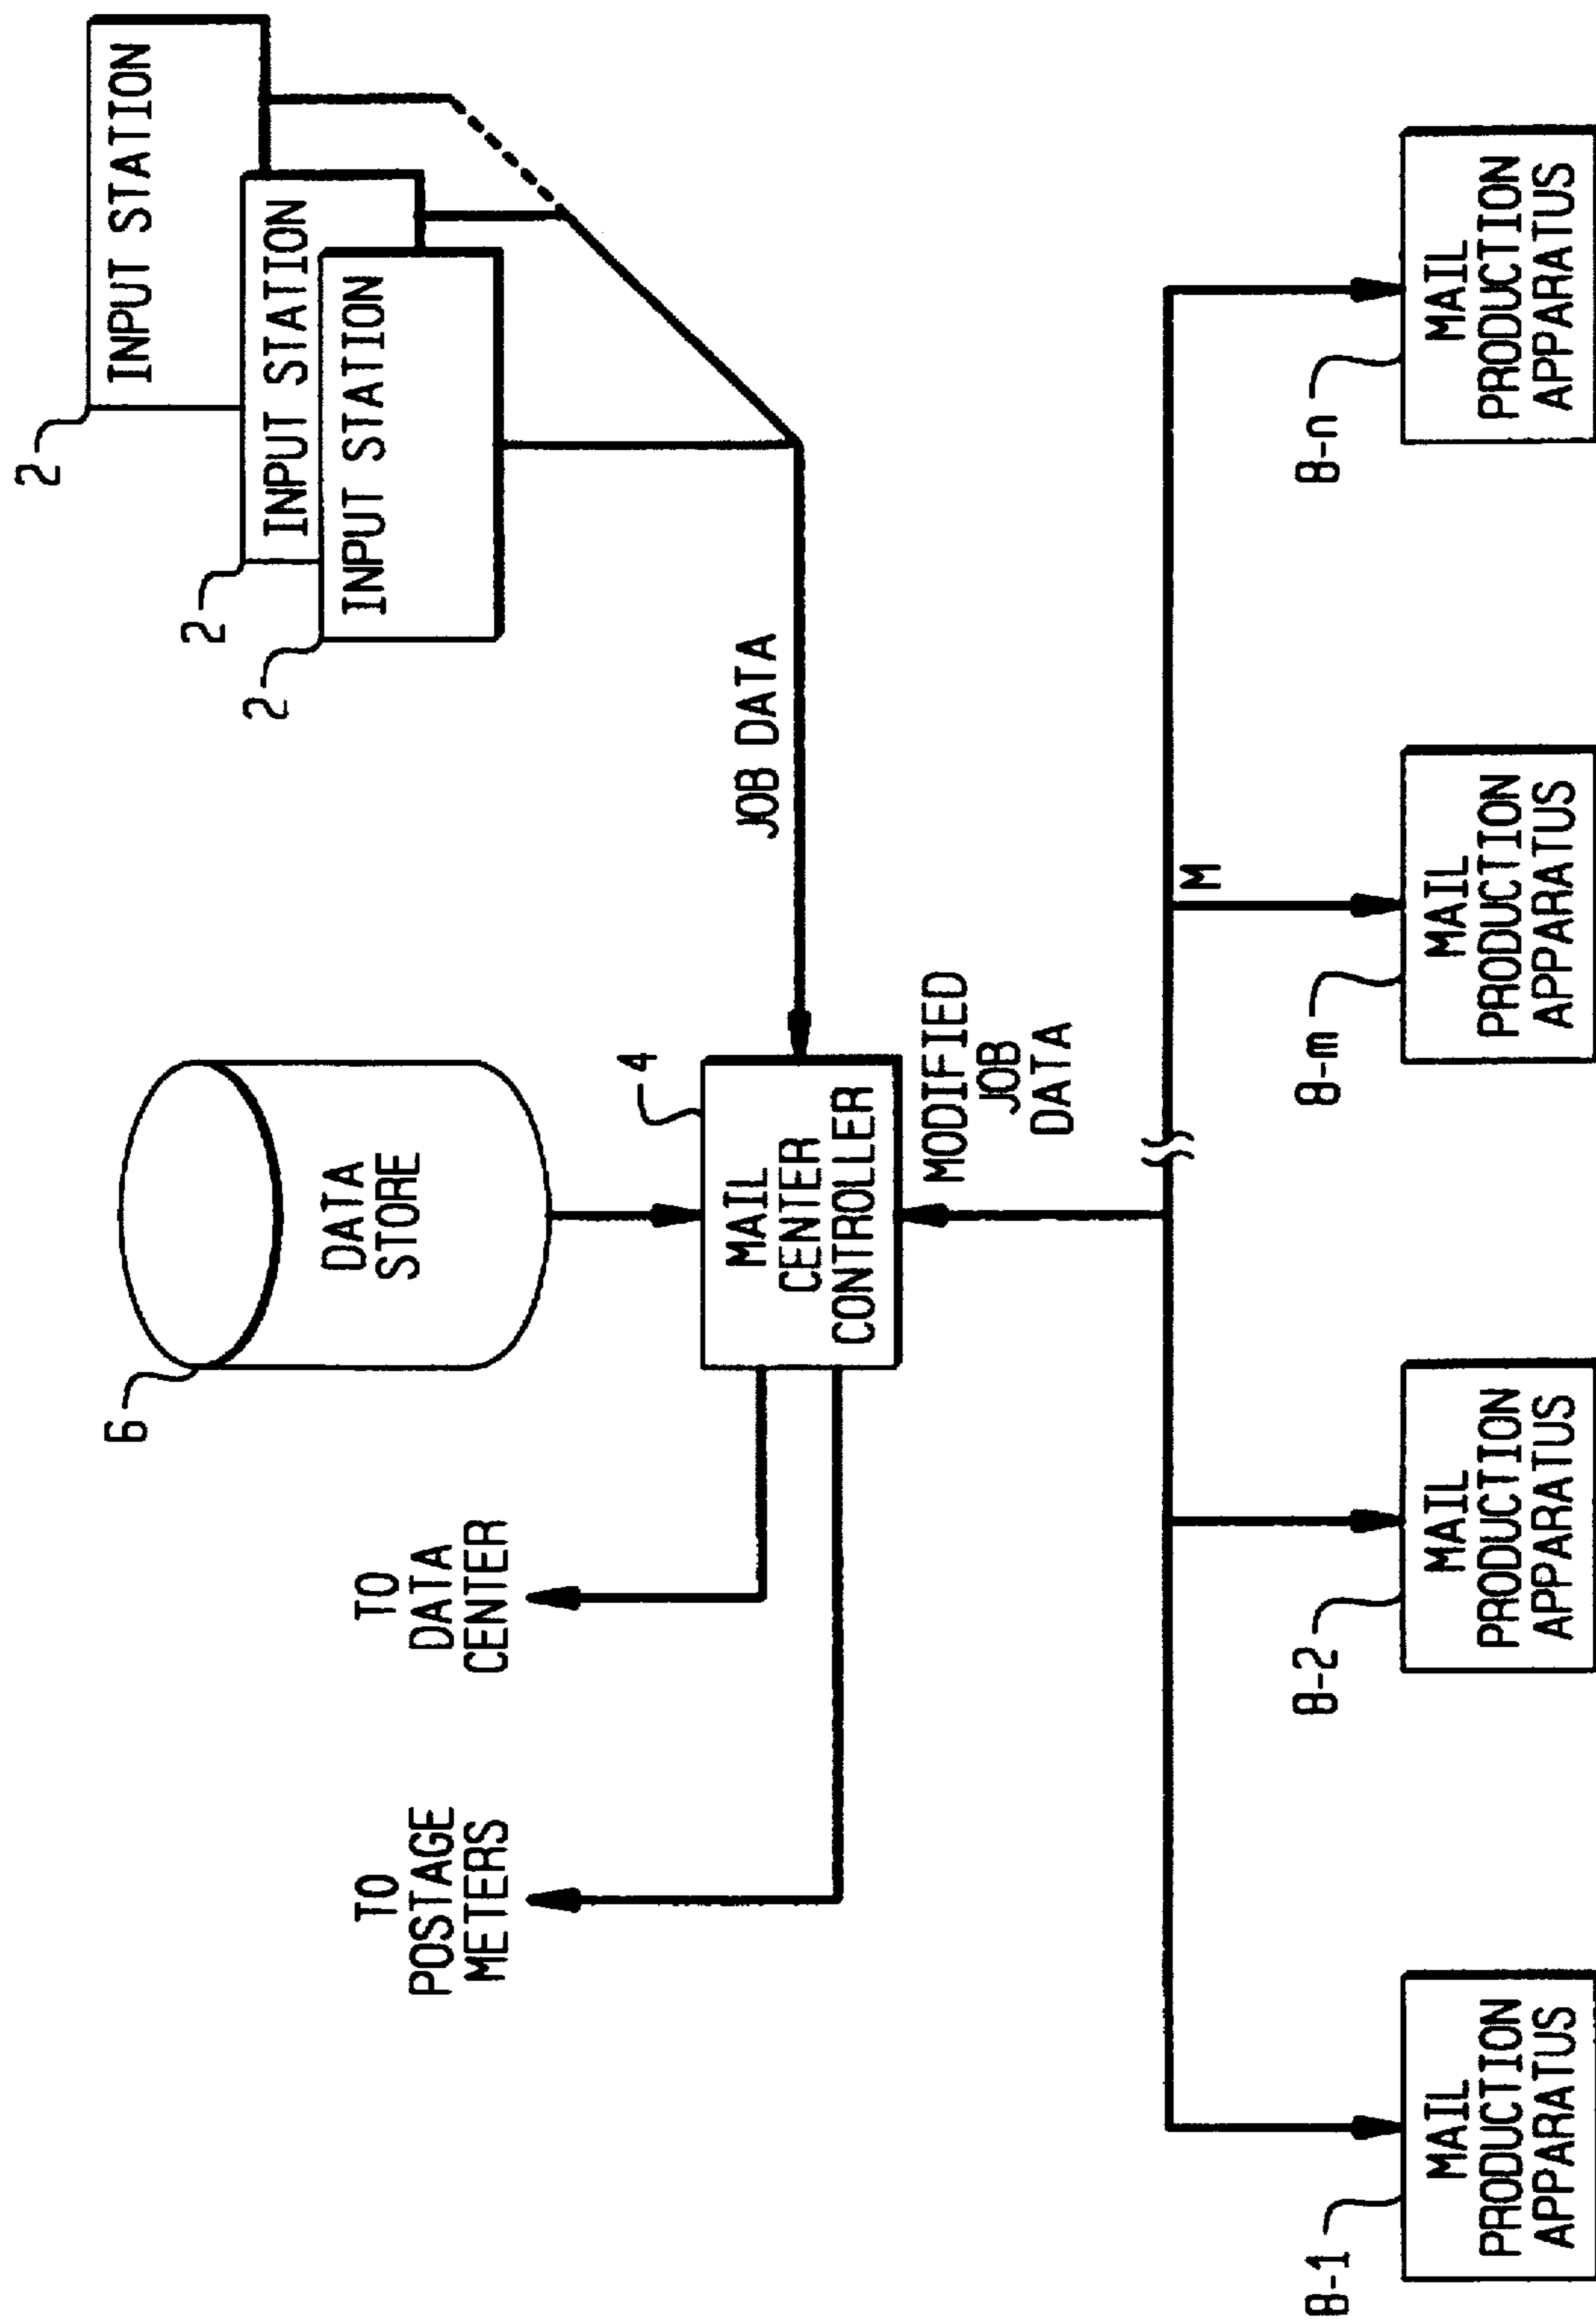 2
INPUT STATION
2
INPUT STATION
2
INPUT STATION
JOB DATA
6
DATA
STORE
4
MAIL
CENTER
CONTROLLER
MODIFIED
JOB
DATA
TO
DATA
CENTER
TO
POSTAGE
METERS
M
8-1
MAIL
PRODUCTION
APPARATUS
8-2
MAIL
PRODUCTION
APPARATUS
8-m
MAIL
PRODUCTION
APPARATUS
8-n
MAIL
PRODUCTION
APPARATUS